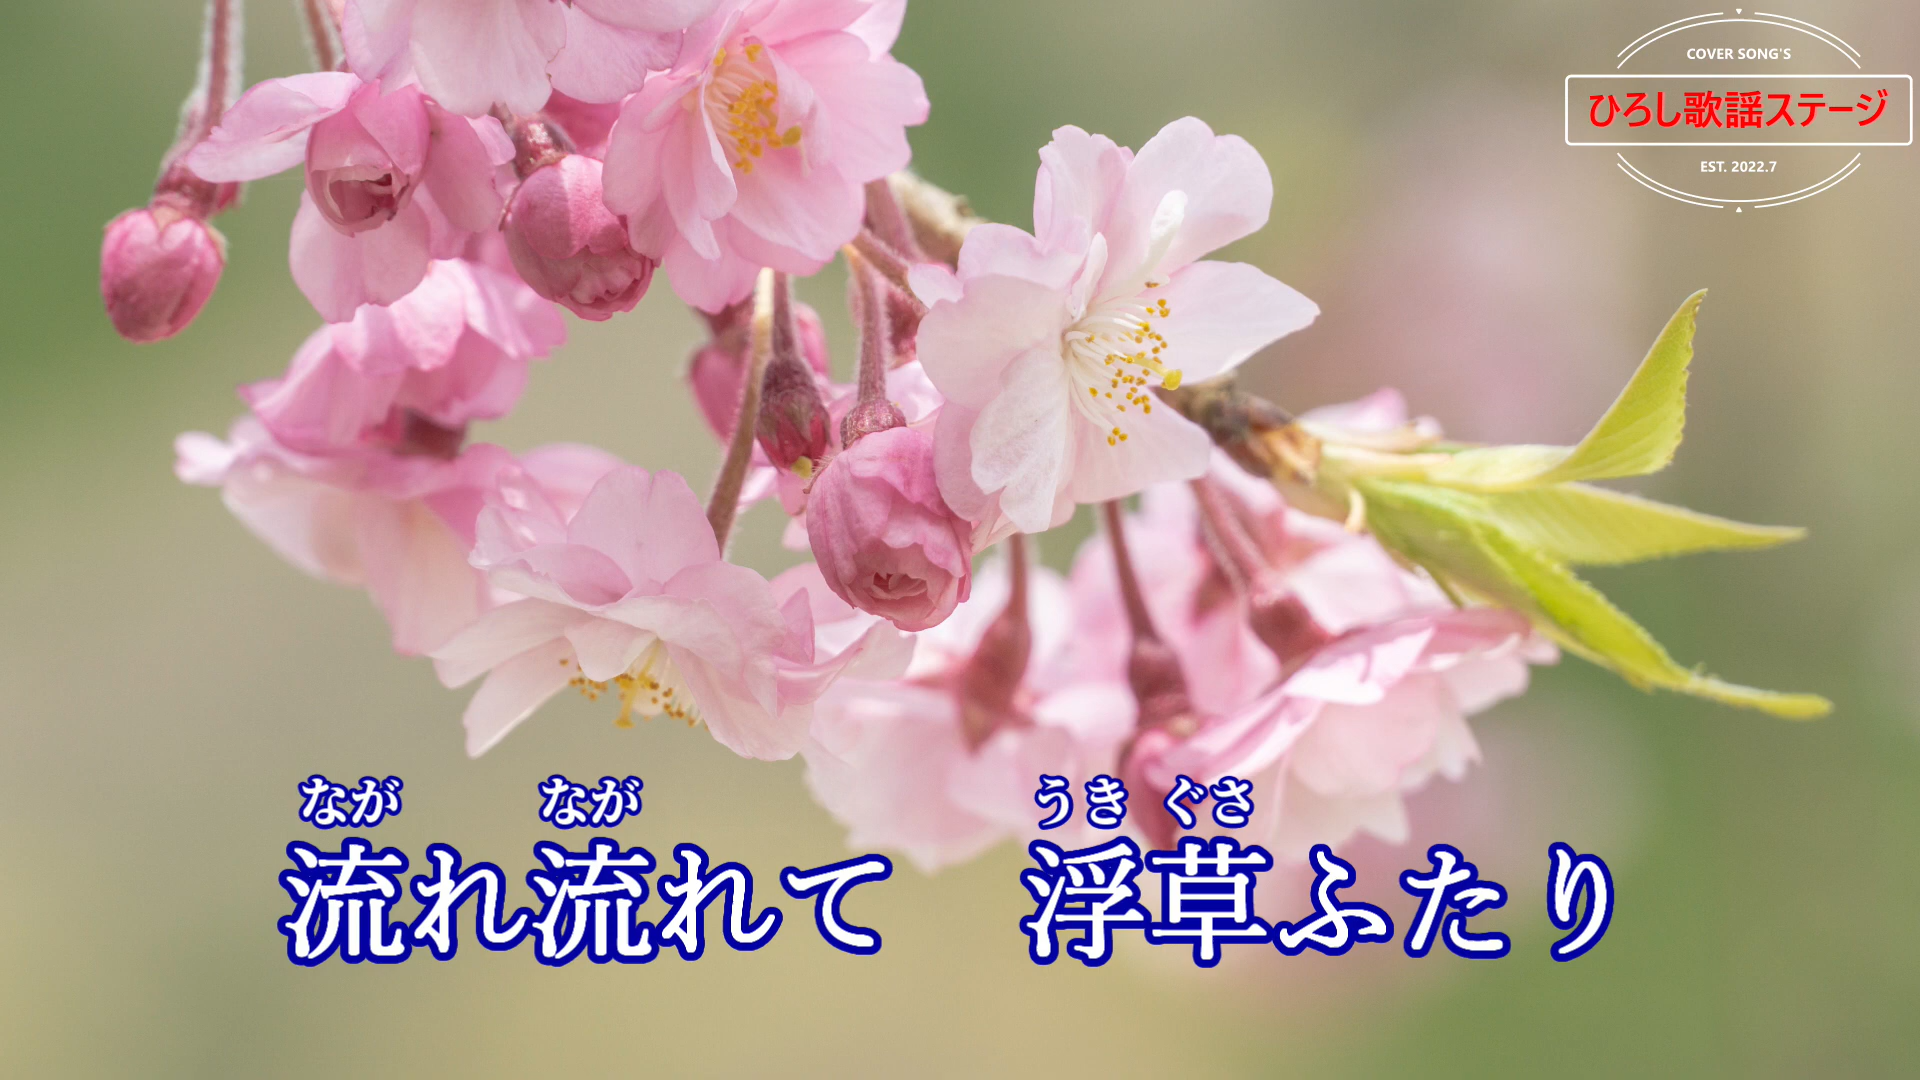 COVER SONG'S
ひろし歌謡ステージ
EST. 2022.7
なが なが うき ぐさ
流れ流れて 浮草ふたり